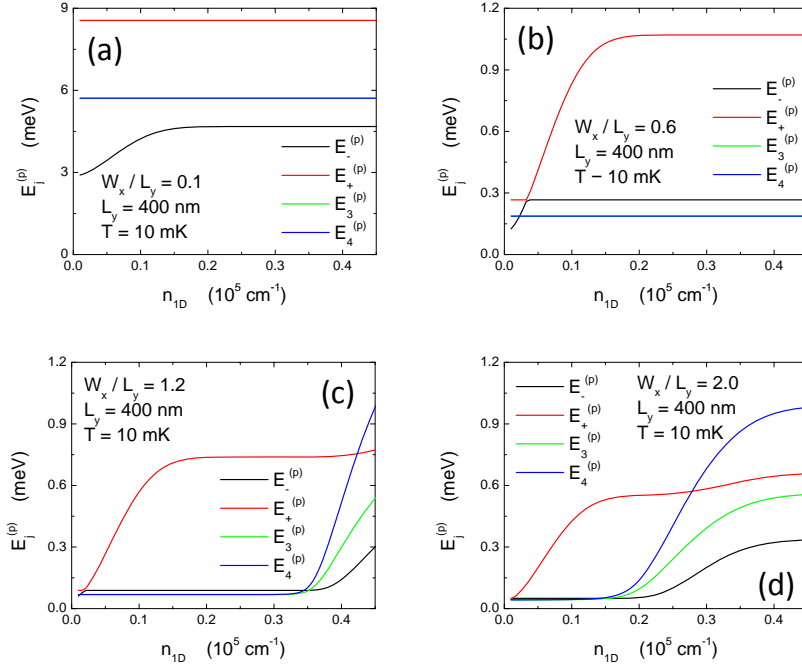 (a)
9
6
3
0
E_j^(p) (meV)
W_x / L_y = 0.1
L_y = 400 nm
T = 10 mK
E_-^(p)
E_+^(p)
E_3^(p)
E_4^(p)
0.0 0.1 0.2 0.3 0.4
n_1D (10^5 cm^-1)
(b)
1.2
0.9
0.6
0.3
0.0
E_j^(p) (meV)
W_x / L_y = 0.6
L_y = 400 nm
T − 10 mK
E_-^(p)
E_+^(p)
E_3^(p)
E_4^(p)
0.0 0.1 0.2 0.3 0.4
n_1D (10^5 cm^-1)
(c)
1.2
0.9
0.6
0.3
0.0
E_j^(p) (meV)
W_x / L_y = 1.2
L_y = 400 nm
T = 10 mK
E_-^(p)
E_+^(p)
E_3^(p)
E_4^(p)
0.0 0.1 0.2 0.3 0.4
n_1D (10^5 cm^-1)
1.2
0.9
0.6
0.3
0.0
E_j^(p) (meV)
E_-^(p)
E_+^(p)
E_3^(p)
E_4^(p)
W_x / L_y = 2.0
L_y = 400 nm
T = 10 mK
(d)
0.0 0.1 0.2 0.3 0.4
n_1D (10^5 cm^-1)